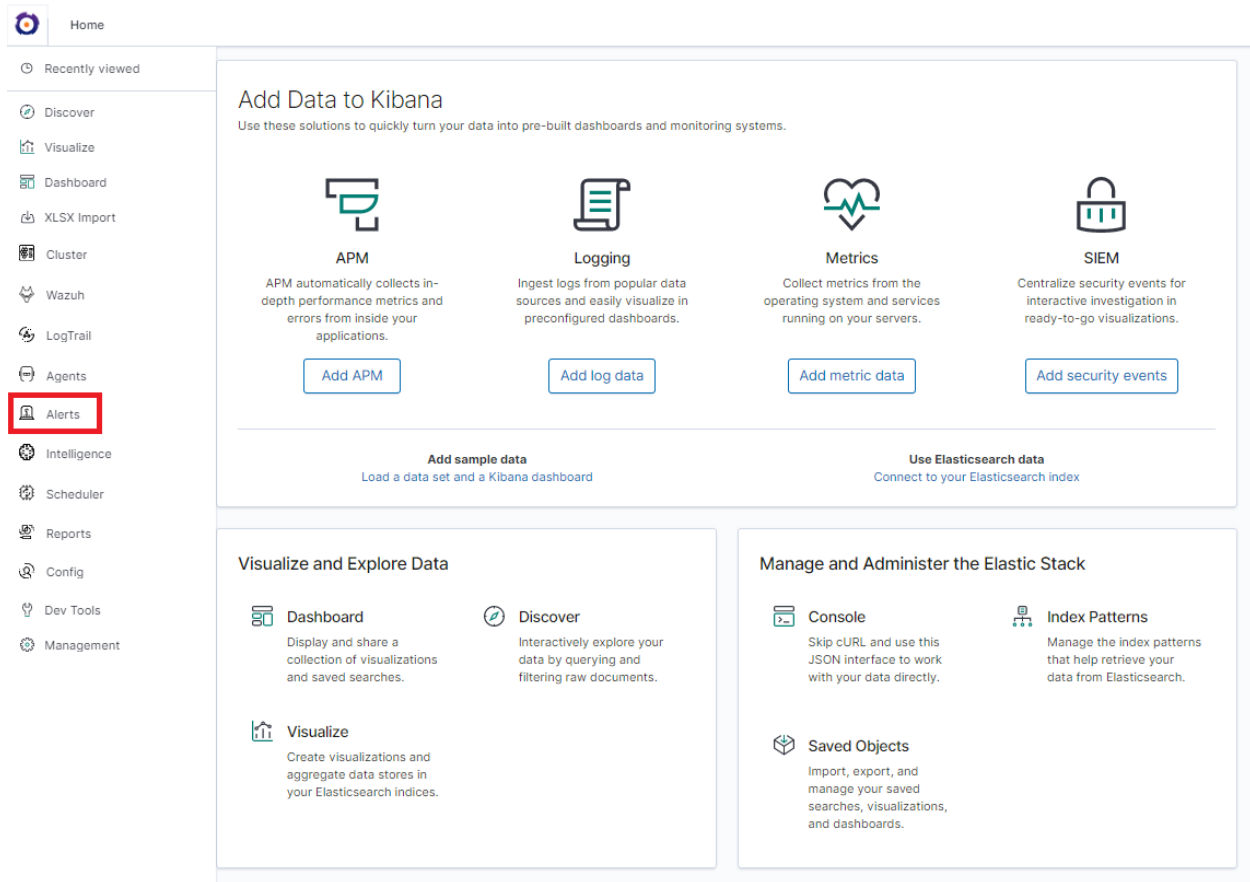 Home
Recently viewed
Discover
Visualize
Dashboard
XLSX Import
Cluster
Wazuh
LogTrail
Agents
Alerts
Intelligence
Scheduler
Reports
Config
Dev Tools
Management
Add Data to Kibana
Use these solutions to quickly turn your data into pre-built dashboards and monitoring systems.
APM
APM automatically collects in-
depth performance metrics and
errors from inside your
applications.
Add APM
Logging
Ingest logs from popular data
sources and easily visualize in
preconfigured dashboards.
Add log data
Metrics
Collect metrics from the
operating system and services
running on your servers.
Add metric data
SIEM
Centralize security events for
interactive investigation in
ready-to-go visualizations.
Add security events
Add sample data
Load a data set and a Kibana dashboard
Use Elasticsearch data
Connect to your Elasticsearch index
Visualize and Explore Data
Dashboard
Display and share a
collection of visualizations
and saved searches.
Discover
Interactively explore your
data by querying and
filtering raw documents.
Visualize
Create visualizations and
aggregate data stores in
your Elasticsearch indices.
Manage and Administer the Elastic Stack
Console
Skip cURL and use this
JSON interface to work
with your data directly.
Index Patterns
Manage the index patterns
that help retrieve your
data from Elasticsearch.
Saved Objects
Import, export, and
manage your saved
searches, visualizations,
and dashboards.